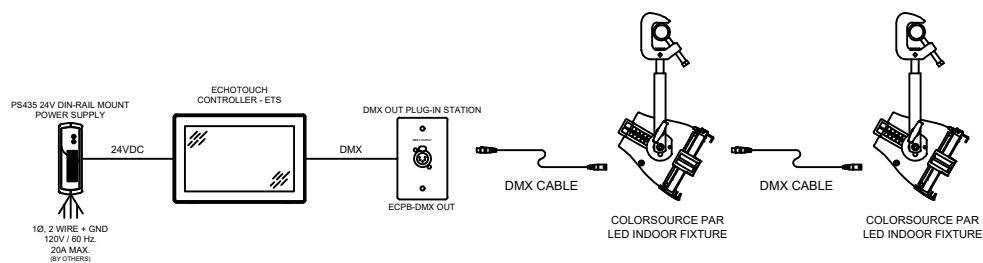 PS435 24V DIN-RAIL MOUNT
POWER SUPPLY
1Ø, 2 WIRE + GND
120V / 60 Hz.
20A MAX.
(BY OTHERS)
24VDC
ECHOTOUCH
CONTROLLER - ETS
DMX
DMX OUT PLUG-IN STATION
ECPB-DMX OUT
DMX CABLE
COLORSOURCE PAR
LED INDOOR FIXTURE
DMX CABLE
COLORSOURCE PAR
LED INDOOR FIXTURE